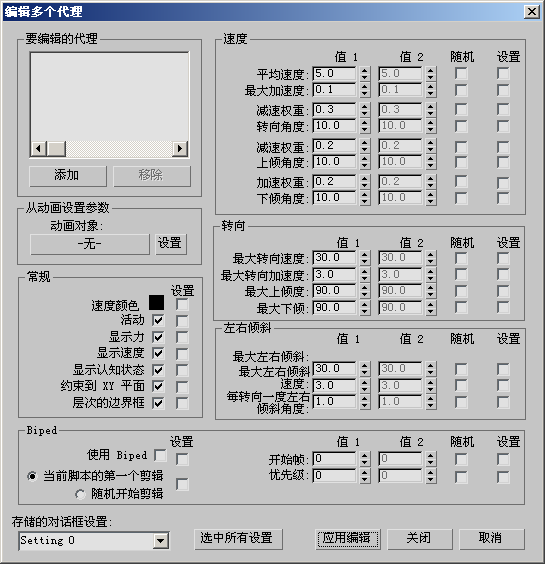 编辑多个代理
要编辑的代理
添加 移除
从动画设置参数
动画对象:
-无- 设置
常规
设置
速度颜色
活动
显示力
显示速度
显示认知状态
约束到 XY 平面
层次的边界框
速度
值 1 值 2 随机 设置
平均速度: 5.0 5.0
最大加速度: 0.1 0.1
减速权重: 0.3 0.3
转向角度: 10.0 10.0
减速权重: 0.2 0.2
上倾角度: 10.0 10.0
加速权重: 0.2 0.2
下倾角度: 10.0 10.0
转向
值 1 值 2 随机 设置
最大转向速度: 30.0 30.0
最大转向加速度: 3.0 3.0
最大上倾度: 90.0 90.0
最大下倾: 90.0 90.0
左右倾斜
值 1 值 2 随机 设置
最大左右倾斜:
最大左右倾斜 30.0 30.0
速度: 3.0 3.0
每转向一度左右 1.0 1.0
倾斜角度:
Biped
设置
使用 Biped
当前脚本的第一个剪辑
随机开始剪辑
值 1 值 2 随机 设置
开始帧: 0 0
优先级: 0 0
存储的对话框设置:
Setting 0
选中所有设置 应用编辑 关闭 取消